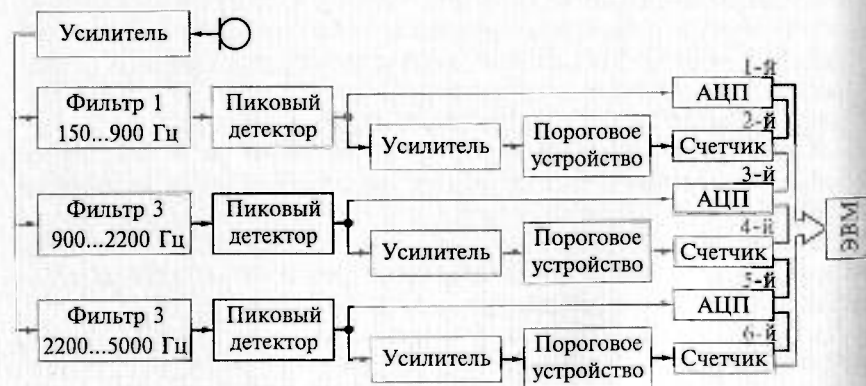 Усилитель
1-й
Фильтр 1
150...900 Гц
Пиковый
детектор
АЦП
2-й
Усилитель
Пороговое
устройство
Счетчик
3-й
Фильтр 3
900...2200 Гц
Пиковый
детектор
АЦП
4-й
Усилитель
Пороговое
устройство
Счетчик
ЭВМ
5-й
Фильтр 3
2200...5000 Гц
Пиковый
детектор
АЦП
6-й
Усилитель
Пороговое
устройство
Счетчик